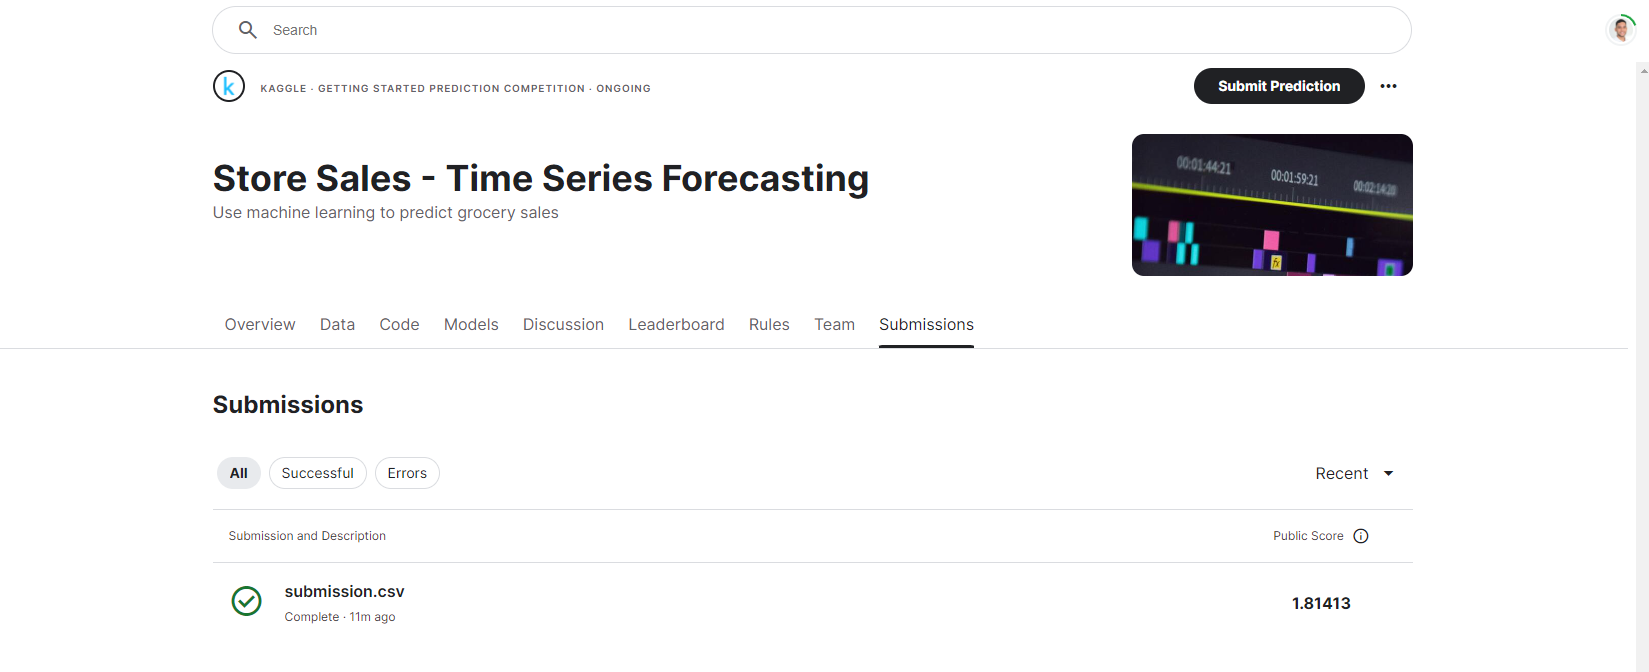 Search
k
KAGGLE · GETTING STARTED PREDICTION COMPETITION · ONGOING
Submit Prediction
Store Sales - Time Series Forecasting
Use machine learning to predict grocery sales
00:01:44:21
00:01:59:21
00:02:14:20
fx
Overview Data Code Models Discussion Leaderboard Rules Team Submissions
Submissions
All Successful Errors
Recent
Submission and Description Public Score
submission.csv
Complete · 11m ago
1.81413